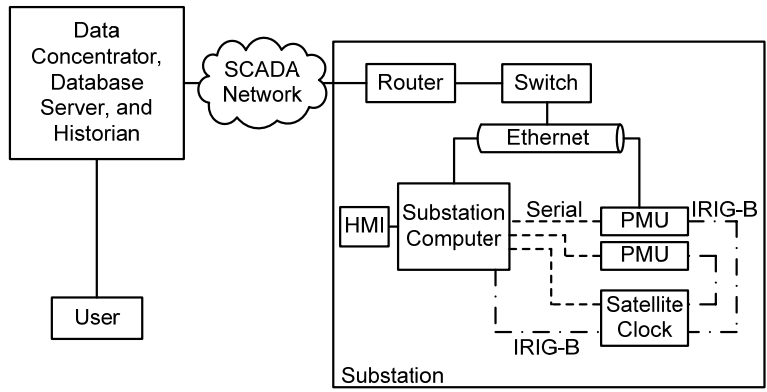 Data
Concentrator,
Database
Server, and
Historian
SCADA
Network
Router
Switch
Ethernet
HMI
Substation
Computer
Serial
PMU
IRIG-B
PMU
Satellite
Clock
IRIG-B
User
Substation